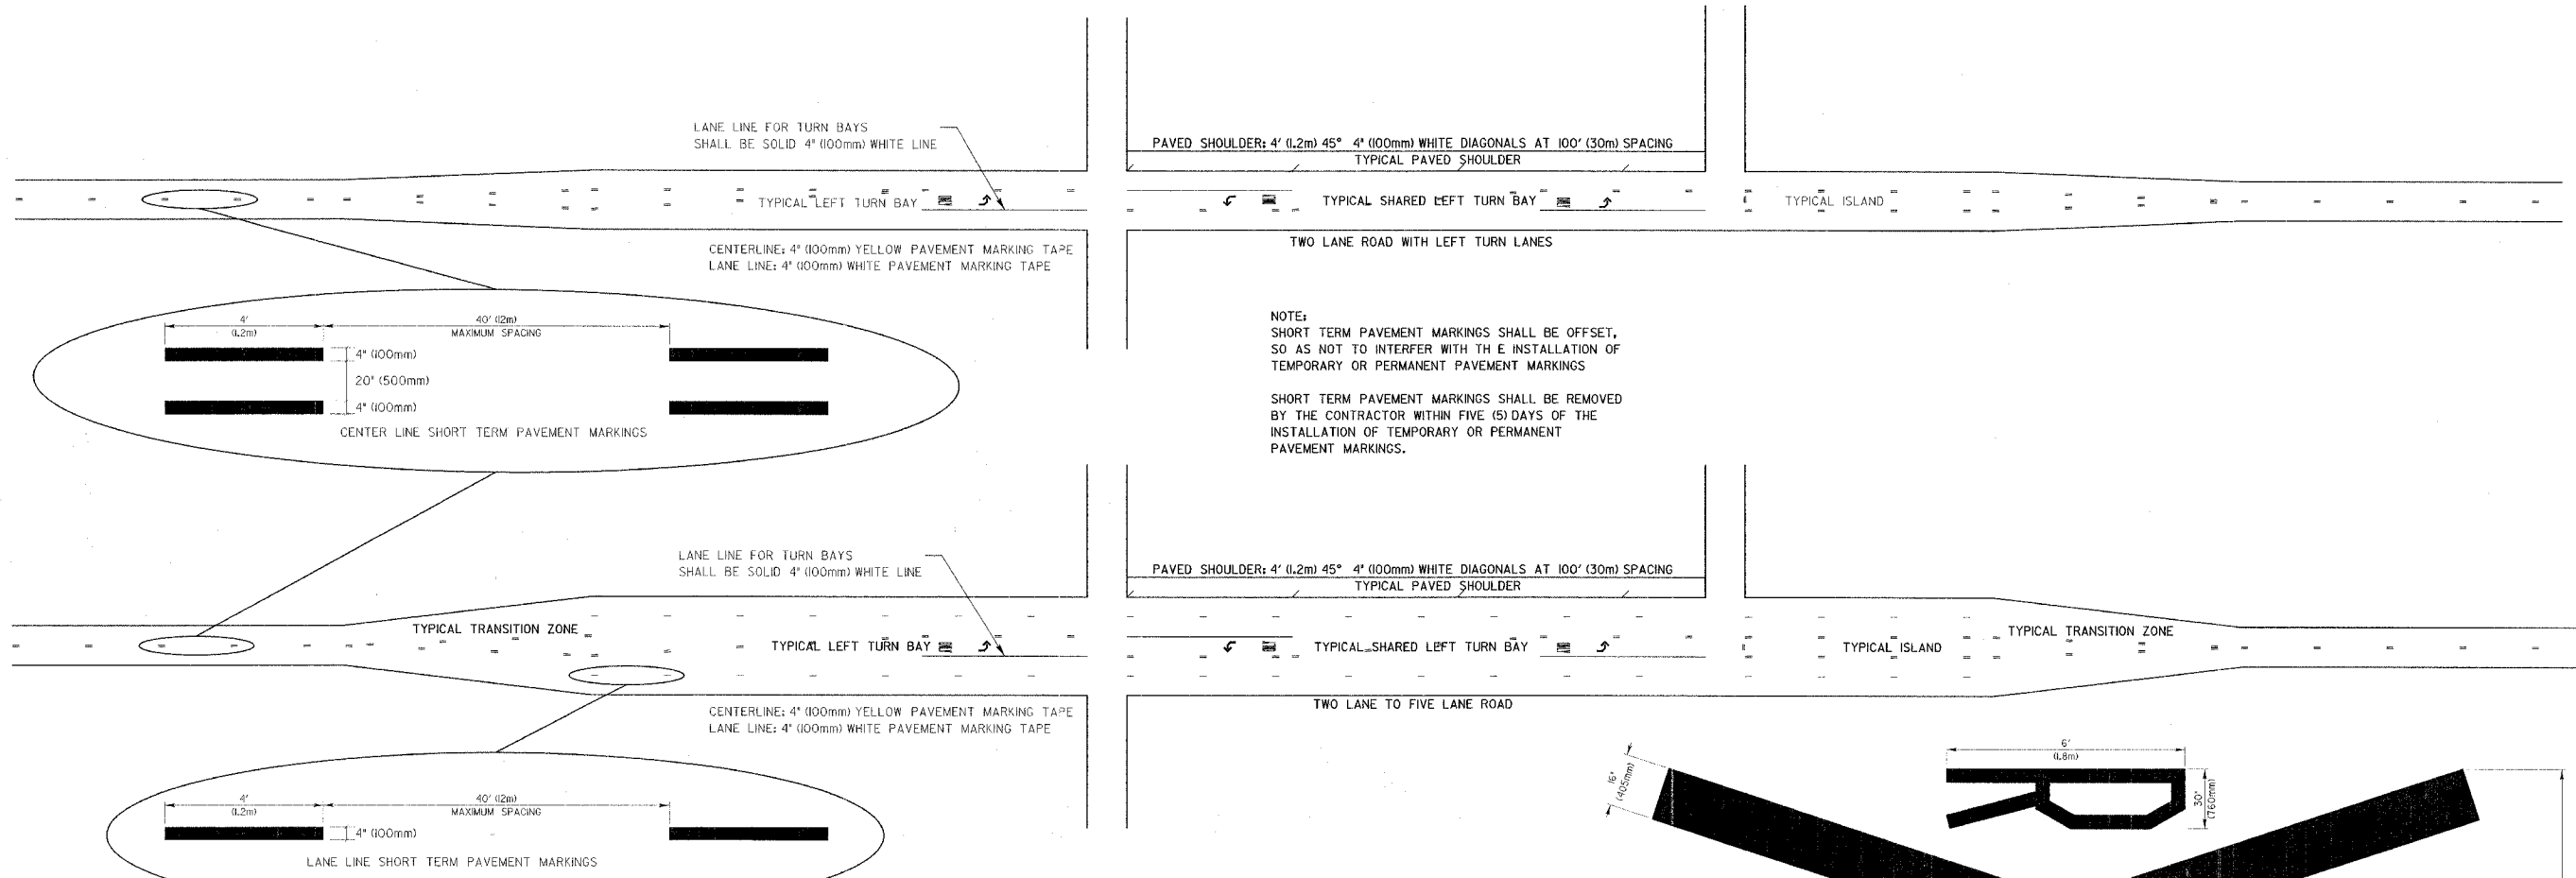 LANE LINE FOR TURN BAYS
SHALL BE SOLID 4" (100mm) WHITE LINE
PAVED SHOULDER: 4' (1.2m) 45° 4" (100mm) WHITE DIAGONALS AT 100' (30m) SPACING
TYPICAL PAVED SHOULDER
TYPICAL LEFT TURN BAY
TYPICAL SHARED LEFT TURN BAY
TYPICAL ISLAND
CENTERLINE: 4" (100mm) YELLOW PAVEMENT MARKING TAPE
LANE LINE: 4" (100mm) WHITE PAVEMENT MARKING TAPE
TWO LANE ROAD WITH LEFT TURN LANES
4'
(1.2m)
40' (12m)
MAXIMUM SPACING
4" (100mm)
20" (500mm)
4" (100mm)
CENTER LINE SHORT TERM PAVEMENT MARKINGS
NOTE:
SHORT TERM PAVEMENT MARKINGS SHALL BE OFFSET,
SO AS NOT TO INTERFER WITH TH E INSTALLATION OF
TEMPORARY OR PERMANENT PAVEMENT MARKINGS
SHORT TERM PAVEMENT MARKINGS SHALL BE REMOVED
BY THE CONTRACTOR WITHIN FIVE (5) DAYS OF THE
INSTALLATION OF TEMPORARY OR PERMANENT
PAVEMENT MARKINGS.
LANE LINE FOR TURN BAYS
SHALL BE SOLID 4" (100mm) WHITE LINE
PAVED SHOULDER: 4' (1.2m) 45° 4" (100mm) WHITE DIAGONALS AT 100' (30m) SPACING
TYPICAL PAVED SHOULDER
TYPICAL TRANSITION ZONE
TYPICAL LEFT TURN BAY
TYPICAL SHARED LEFT TURN BAY
TYPICAL ISLAND
TYPICAL TRANSITION ZONE
CENTERLINE: 4" (100mm) YELLOW PAVEMENT MARKING TAPE
LANE LINE: 4" (100mm) WHITE PAVEMENT MARKING TAPE
TWO LANE TO FIVE LANE ROAD
4'
(1.2m)
40' (12m)
MAXIMUM SPACING
4" (100mm)
LANE LINE SHORT TERM PAVEMENT MARKINGS
16"
(405mm)
6'
(1.8m)
30"
(760mm)
R